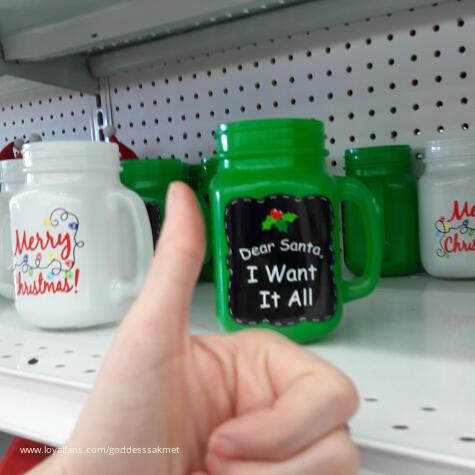 Merry
Christmas!
Dear Santa,
I Want
It All
www.loyalfans.com/goddesssakmet